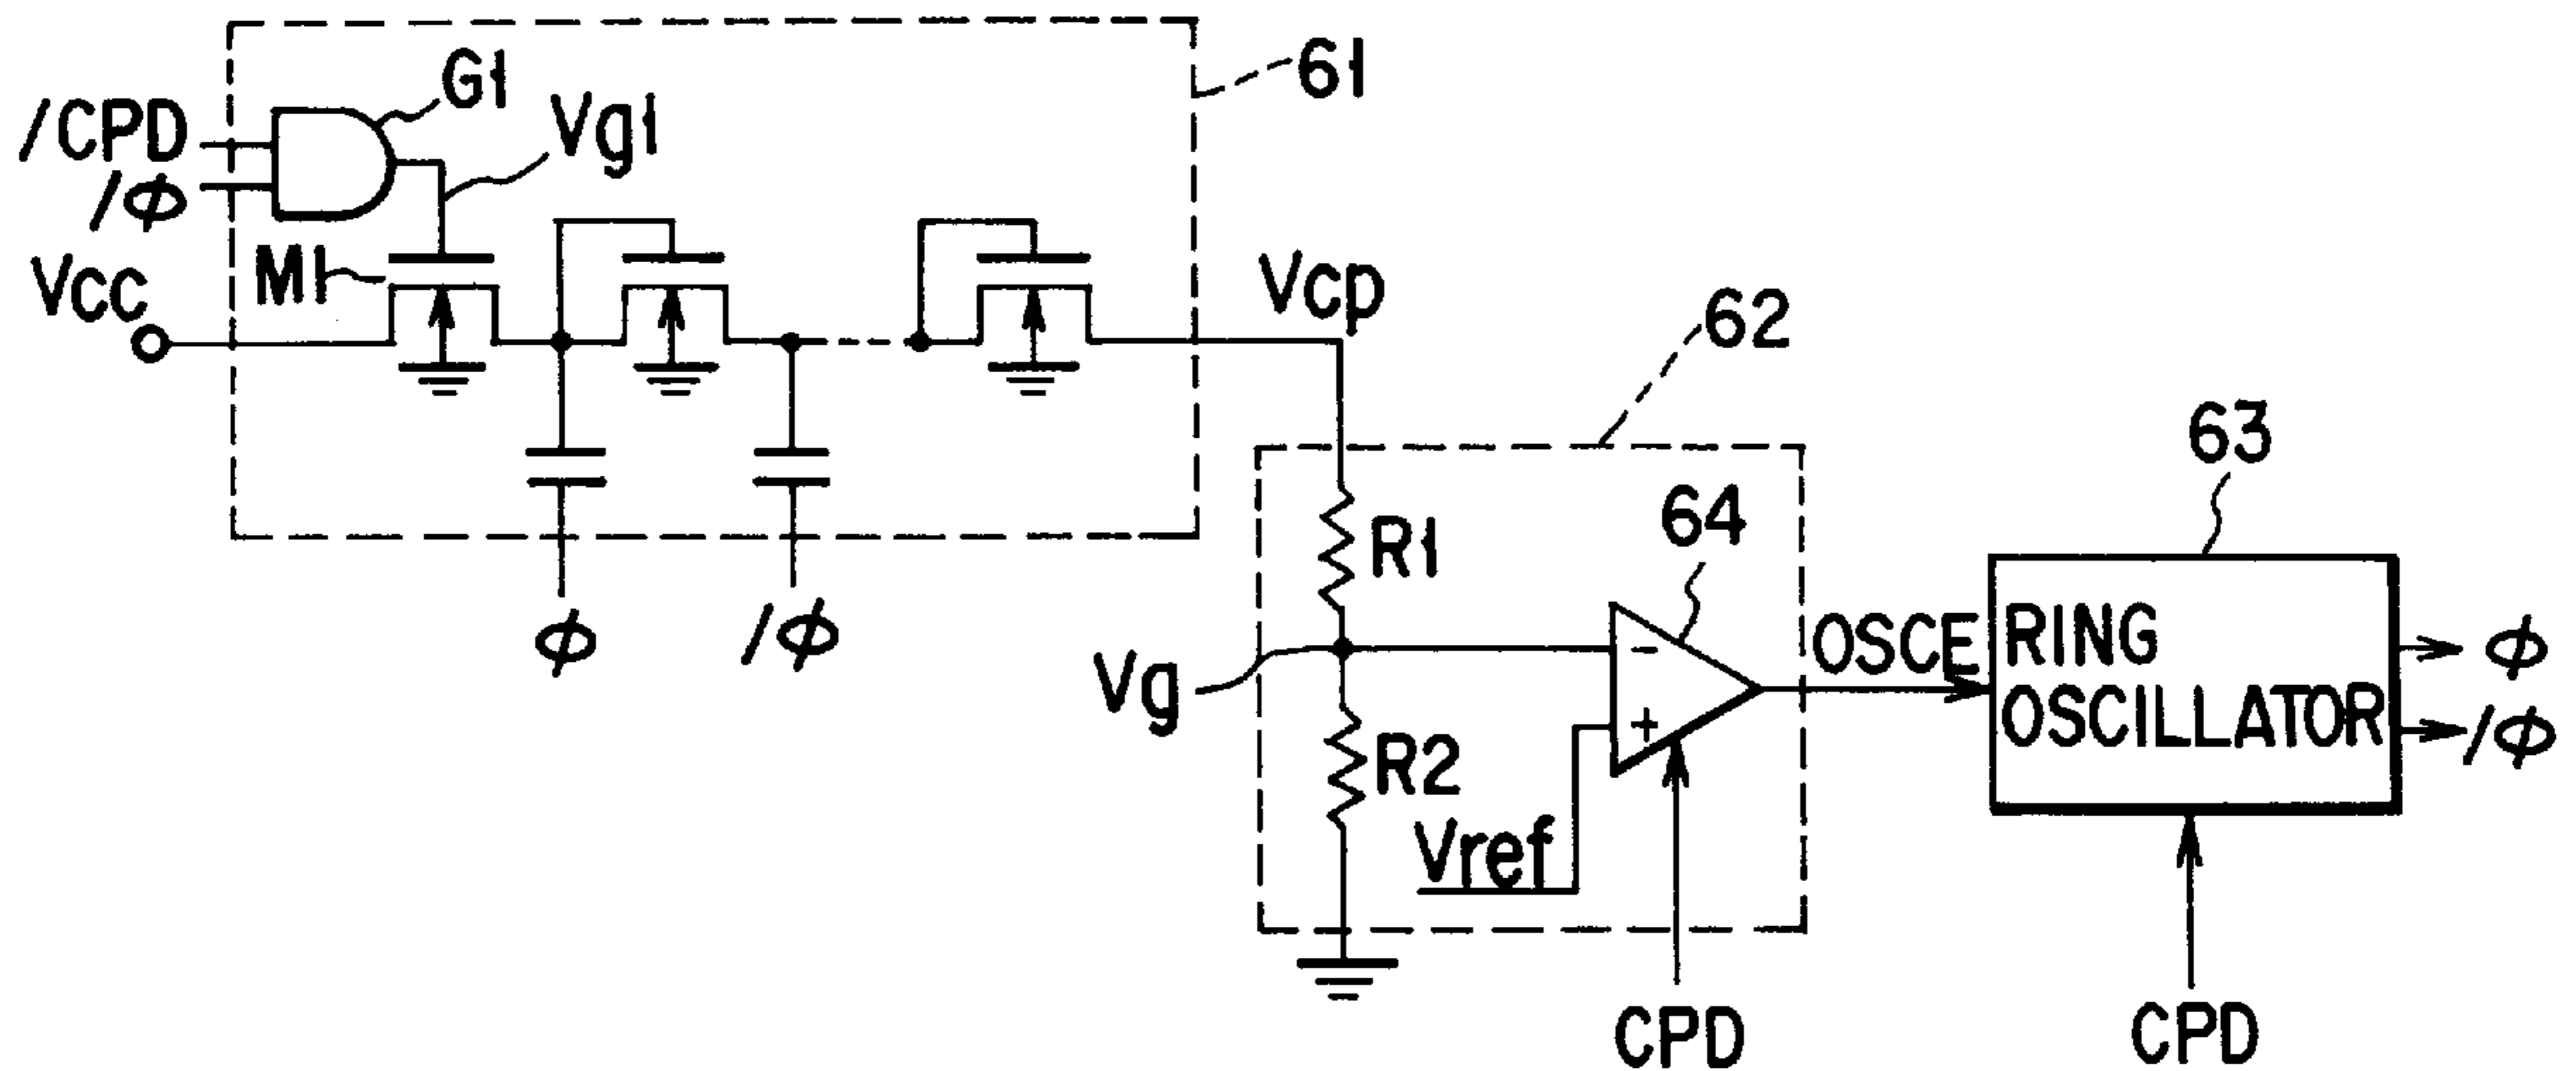 61
G1
Vg1
/CPD
/ϕ
M1
Vcc
Vcp
62
63
64
R1
ϕ
/ϕ
OSCE
RING
OSCILLATOR
ϕ
/ϕ
Vg
-
+
R2
Vref
CPD
CPD